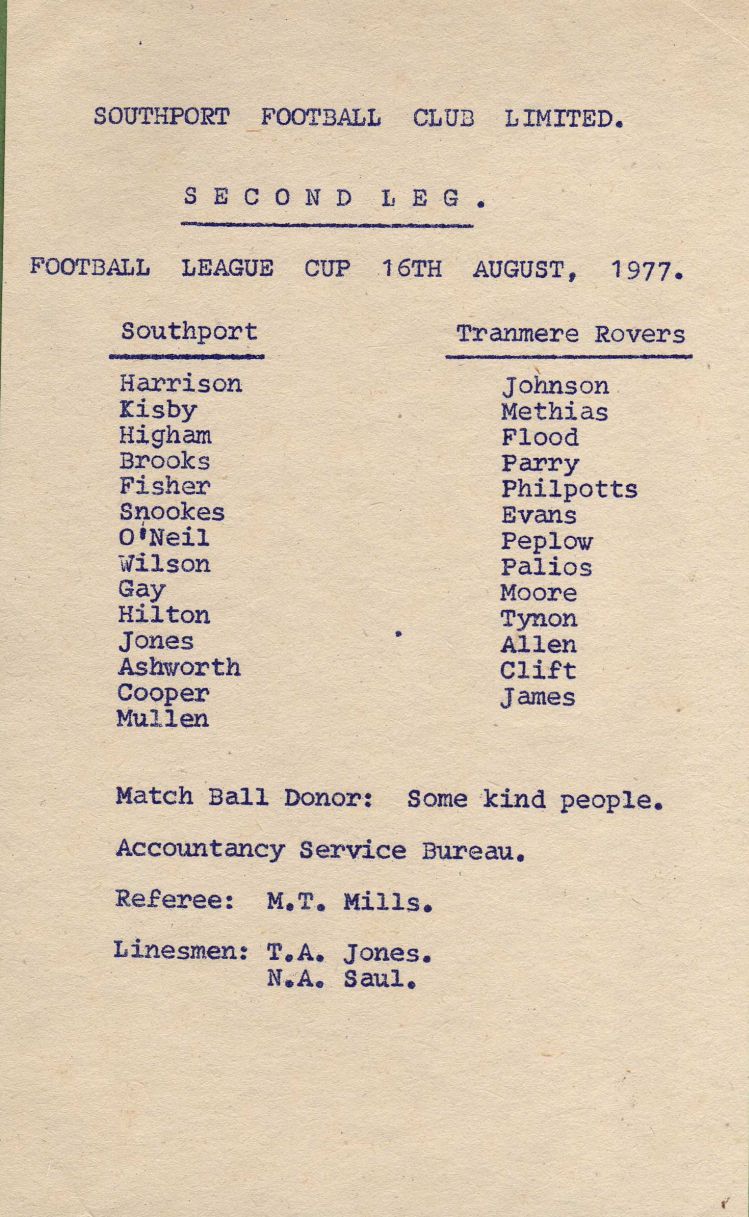 SOUTHPORT FOOTBALL CLUB LIMITED.
SECOND LEG.
FOOTBALL LEAGUE CUP 16TH AUGUST, 1977.
Southport Tranmere Rovers
Harrison Johnson
Kisby Methias
Higham Flood
Brooks Parry
Fisher Philpotts
Snookes Evans
O'Neil Peplow
Wilson Palios
Gay Moore
Hilton Tynon
Jones Allen
Ashworth Clift
Cooper James
Mullen
Match Ball Donor: Some kind people.
Accountancy Service Bureau.
Referee: M.T. Mills.
Linesmen: T.A. Jones.
N.A. Saul.